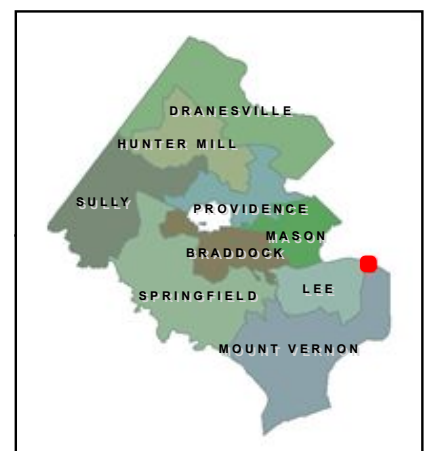 DRANESVILLE
HUNTER MILL
SULLY
PROVIDENCE
MASON
BRADDOCK
LEE
SPRINGFIELD
MOUNT VERNON